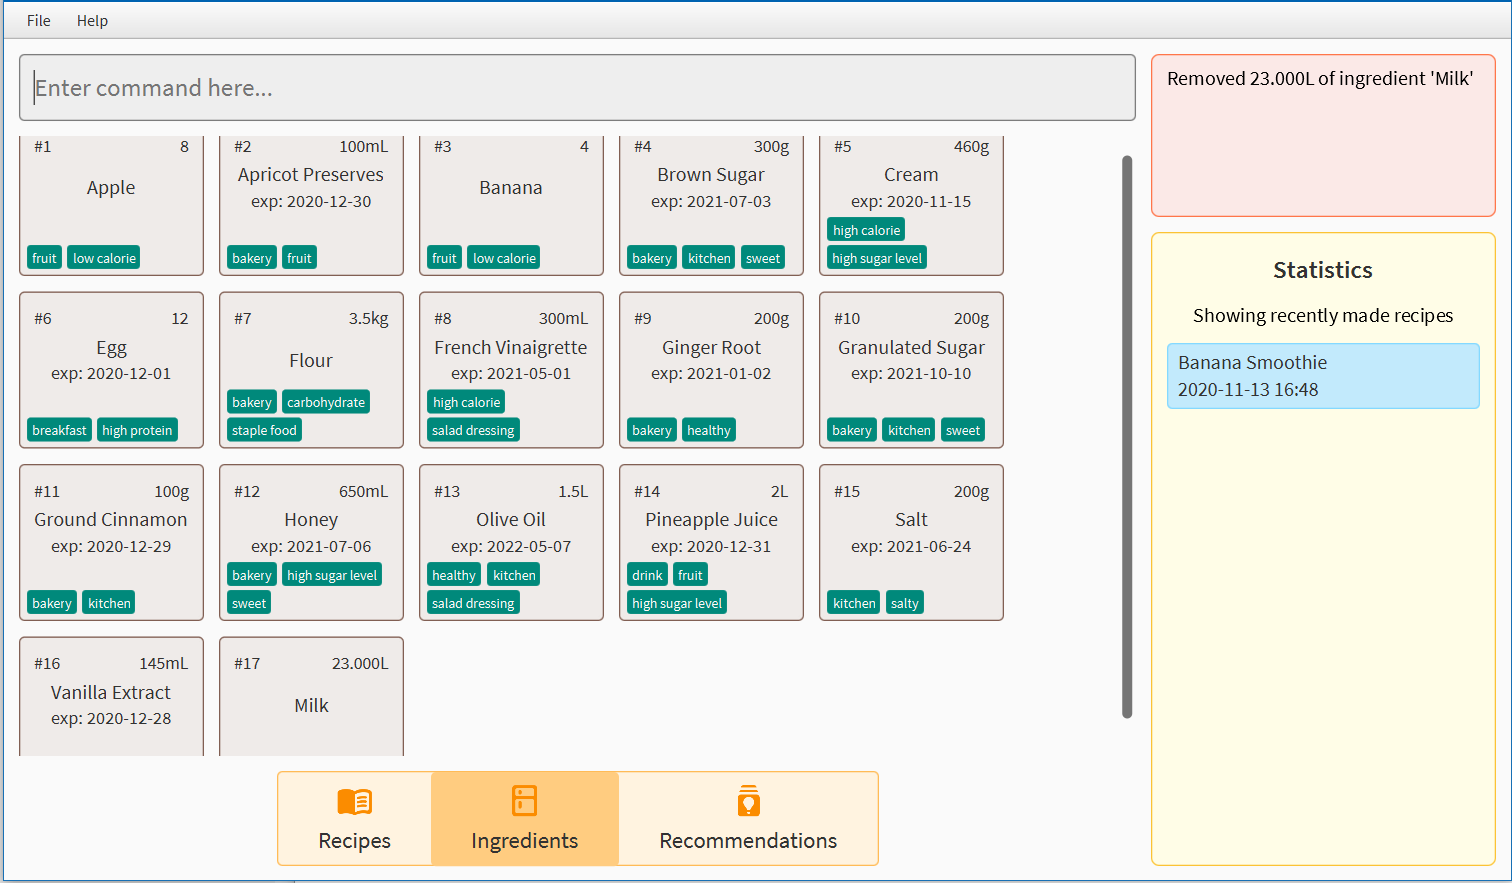 File Help
Enter command here...
Removed 23.000L of ingredient 'Milk'
#1 8
Apple
fruit low calorie
#2 100mL
Apricot Preserves
exp: 2020-12-30
bakery fruit
#3 4
Banana
fruit low calorie
#4 300g
Brown Sugar
exp: 2021-07-03
bakery kitchen sweet
#5 460g
Cream
exp: 2020-11-15
high calorie
high sugar level
#6 12
Egg
exp: 2020-12-01
breakfast high protein
#7 3.5kg
Flour
bakery carbohydrate
staple food
#8 300mL
French Vinaigrette
exp: 2021-05-01
high calorie
salad dressing
#9 200g
Ginger Root
exp: 2021-01-02
bakery healthy
#10 200g
Granulated Sugar
exp: 2021-10-10
bakery kitchen sweet
#11 100g
Ground Cinnamon
exp: 2020-12-29
bakery kitchen
#12 650mL
Honey
exp: 2021-07-06
bakery high sugar level
sweet
#13 1.5L
Olive Oil
exp: 2022-05-07
healthy kitchen
salad dressing
#14 2L
Pineapple Juice
exp: 2020-12-31
drink fruit
high sugar level
#15 200g
Salt
exp: 2021-06-24
kitchen salty
#16 145mL
Vanilla Extract
exp: 2020-12-28
#17 23.000L
Milk
Statistics
Showing recently made recipes
Banana Smoothie
2020-11-13 16:48
Recipes
Ingredients
Recommendations